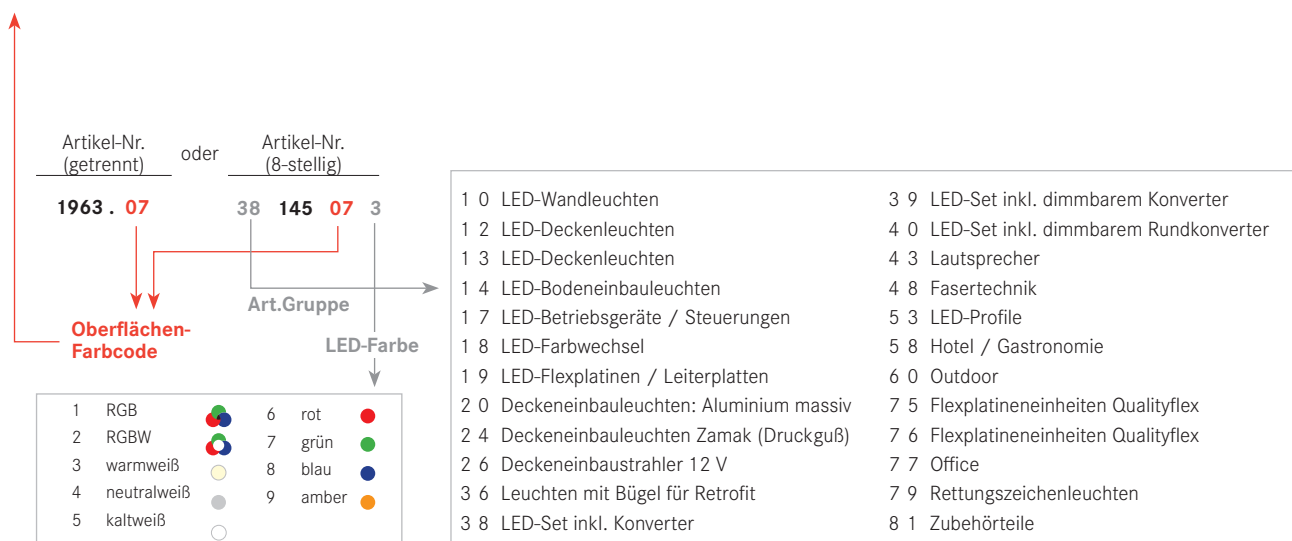 Artikel-Nr.
(getrennt)
oder
Artikel-Nr.
(8-stellig)
1963 . 07
38 145 07 3
Art.Gruppe
Oberflächen-
Farbcode
LED-Farbe
1 RGB
2 RGBW
3 warmweiß
4 neutralweiß
5 kaltweiß
6 rot
7 grün
8 blau
9 amber
1 0 LED-Wandleuchten
1 2 LED-Deckenleuchten
1 3 LED-Deckenleuchten
1 4 LED-Bodeneinbauleuchten
1 7 LED-Betriebsgeräte / Steuerungen
1 8 LED-Farbwechsel
1 9 LED-Flexplatinen / Leiterplatten
2 0 Deckeneinbauleuchten: Aluminium massiv
2 4 Deckeneinbauleuchten Zamak (Druckguß)
2 6 Deckeneinbaustrahler 12 V
3 6 Leuchten mit Bügel für Retrofit
3 8 LED-Set inkl. Konverter
3 9 LED-Set inkl. dimmbarem Konverter
4 0 LED-Set inkl. dimmbarem Rundkonverter
4 3 Lautsprecher
4 8 Fasertechnik
5 3 LED-Profile
5 8 Hotel / Gastronomie
6 0 Outdoor
7 5 Flexplatineneinheiten Qualityflex
7 6 Flexplatineneinheiten Qualityflex
7 7 Office
7 9 Rettungszeichenleuchten
8 1 Zubehörteile